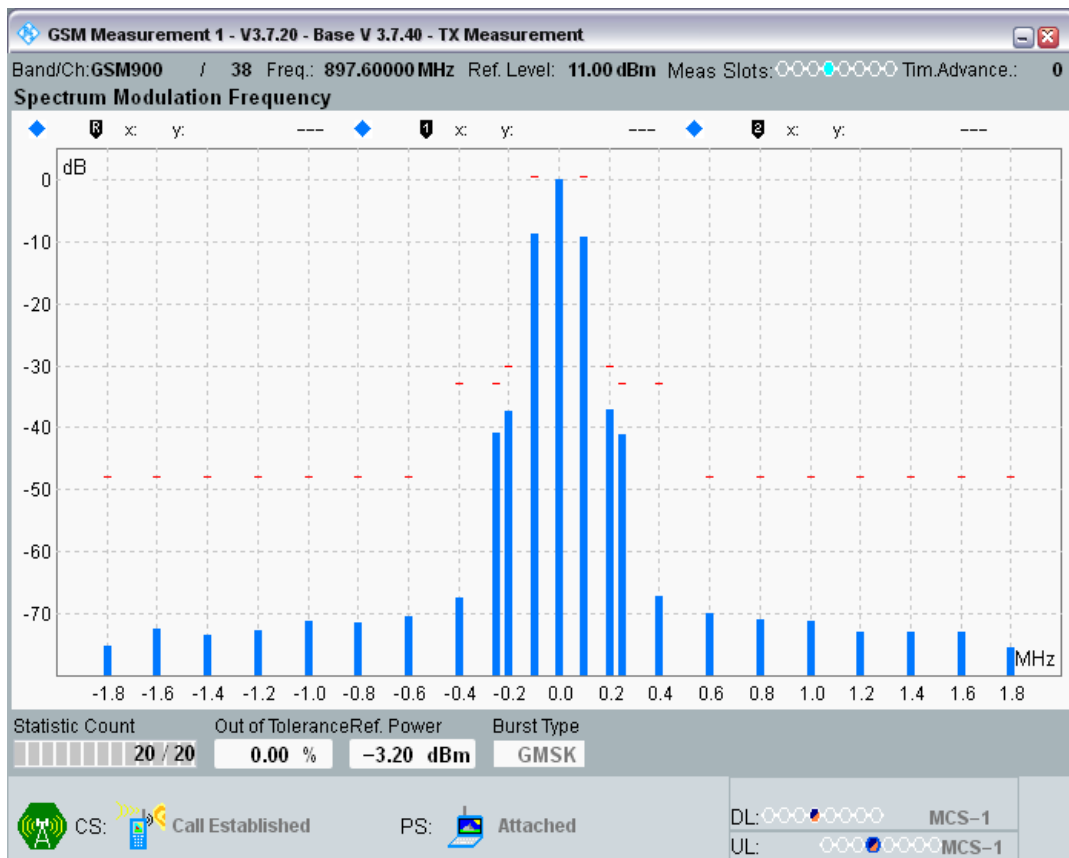 GSM Measurement 1 - V3.7.20 - Base V 3.7.40 - TX Measurement
Band/Ch:GSM900 / 38 Freq.: 897.60000 MHz Ref. Level: 11.00 dBm Meas Slots: Tim.Advance.: 0
Spectrum Modulation Frequency
R x: y: --- 1 x: y: --- 2 x: y: ---
dB
0
-10
-20
-30
-40
-50
-60
-70
MHz
-1.8 -1.6 -1.4 -1.2 -1.0 -0.8 -0.6 -0.4 -0.2 0.0 0.2 0.4 0.6 0.8 1.0 1.2 1.4 1.6 1.8
Statistic Count Out of Tolerance Ref. Power Burst Type
20 / 20 0.00 % −3.20 dBm GMSK
CS: Call Established PS: Attached
DL: MCS−1
UL: MCS−1